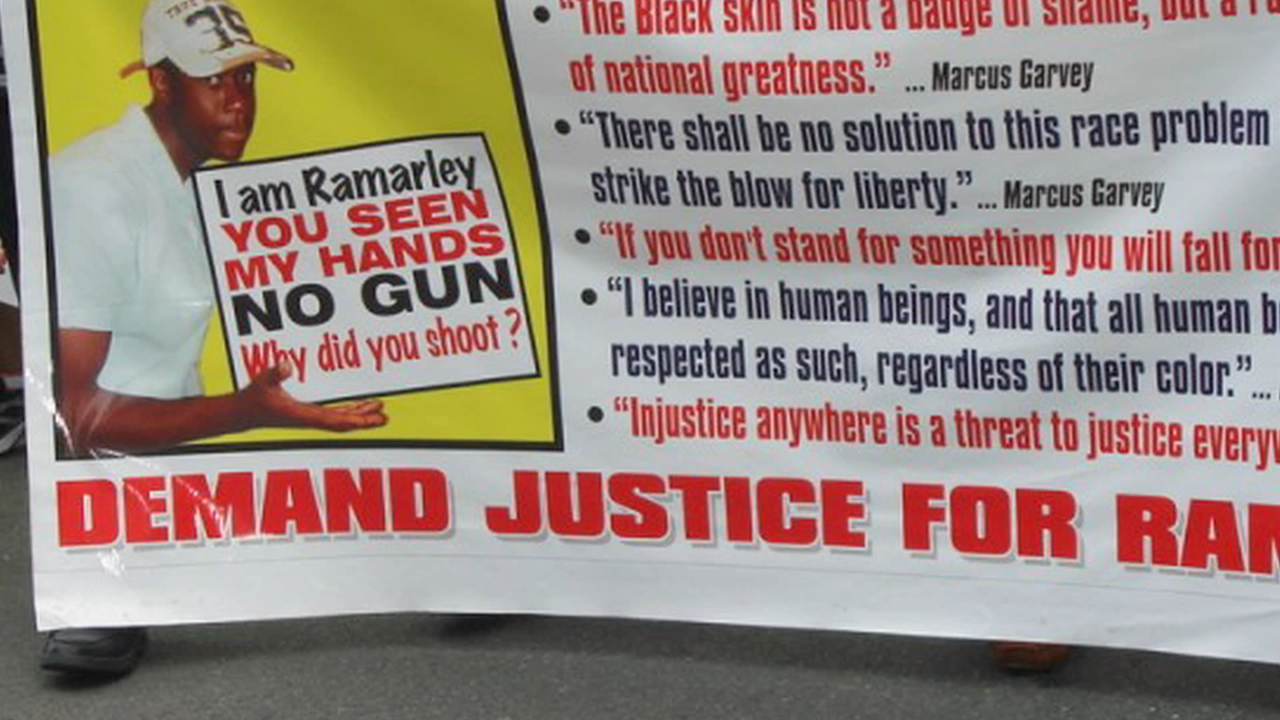 35
I am Ramarley
YOU SEEN
MY HANDS
NO GUN
Why did you shoot ?
• “The Black skin is not a badge of shame, but a
of national greatness.” ... Marcus Garvey
• “There shall be no solution to this race problem
strike the blow for liberty.” ... Marcus Garvey
• “If you don't stand for something you will fall for
• “I believe in human beings, and that all human b
respected as such, regardless of their color.” ...
• “Injustice anywhere is a threat to justice everyw
DEMAND JUSTICE FOR RAM